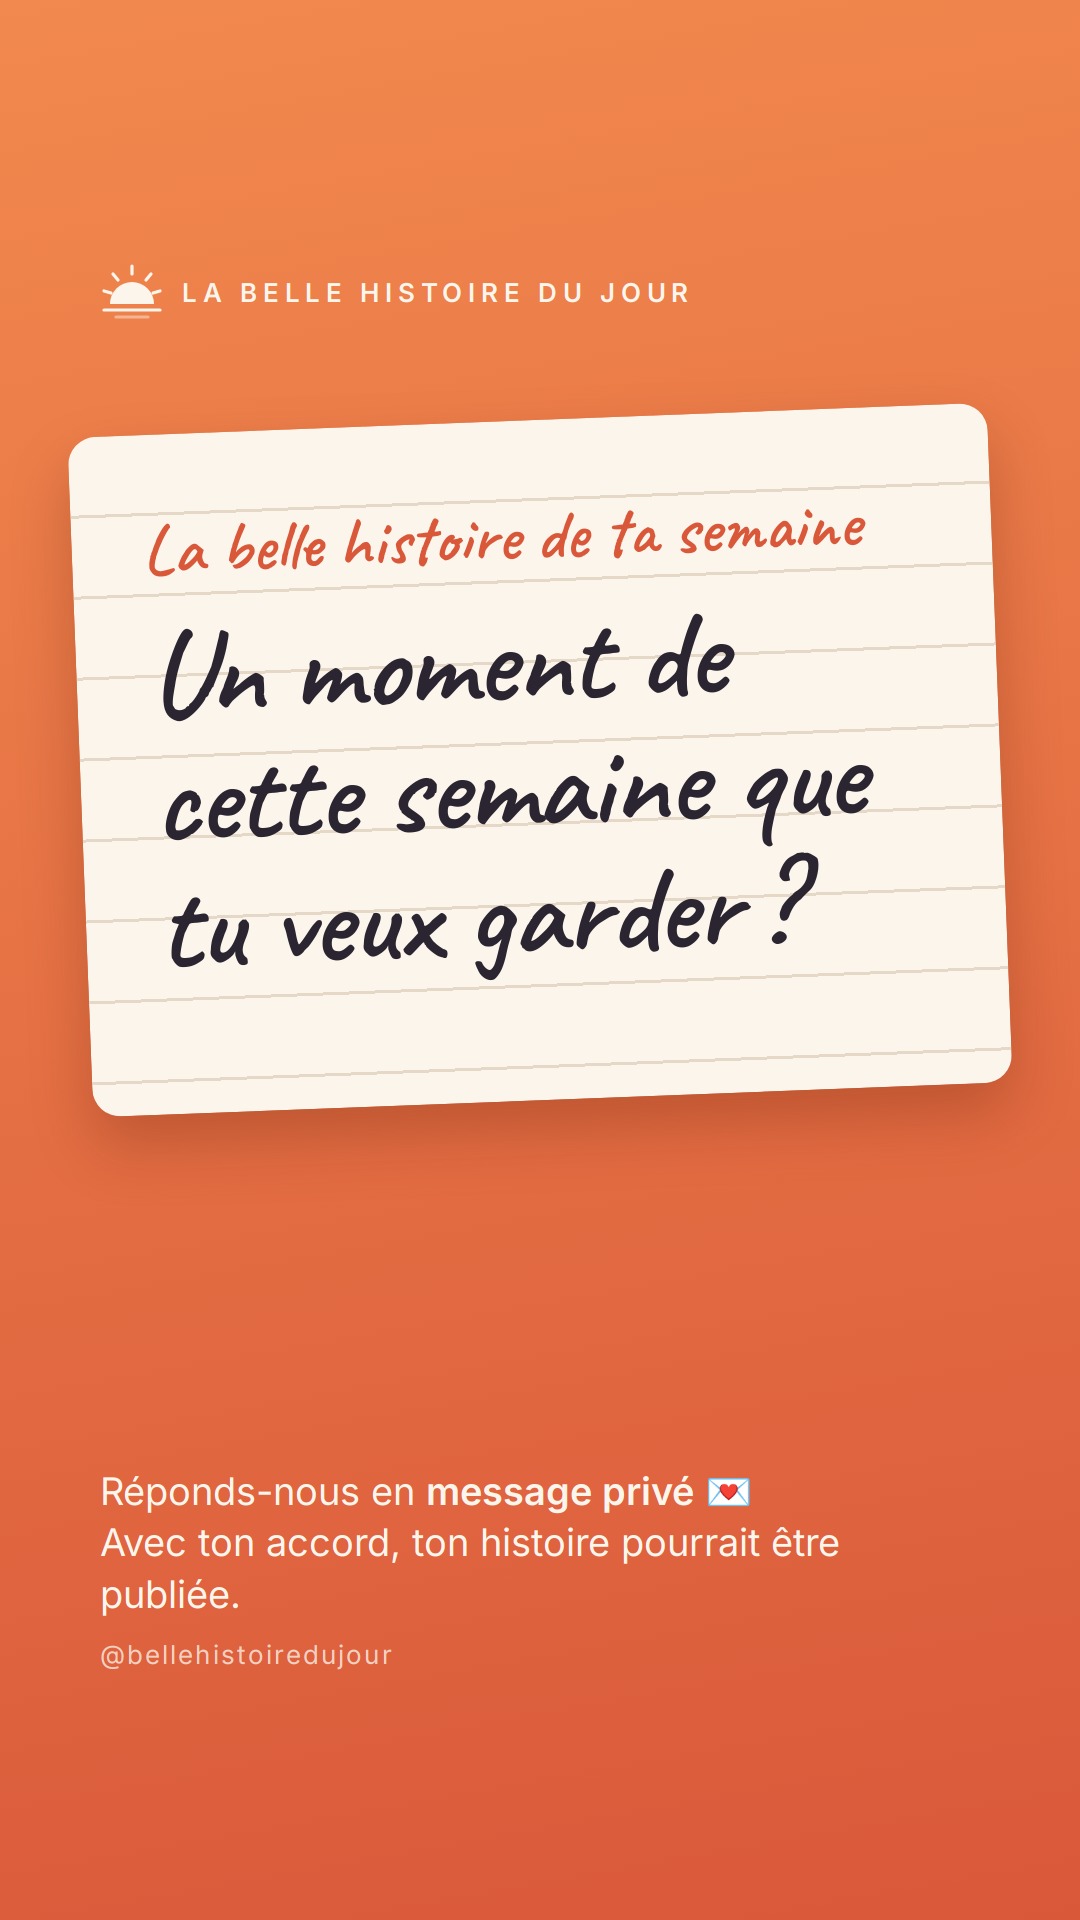 LA BELLE HISTOIRE DU JOUR
La belle histoire de ta semaine
Un moment de
cette semaine que
tu veux garder ?
Réponds-nous en message privé 💌
Avec ton accord, ton histoire pourrait être
publiée.
@bellehistoiredujour